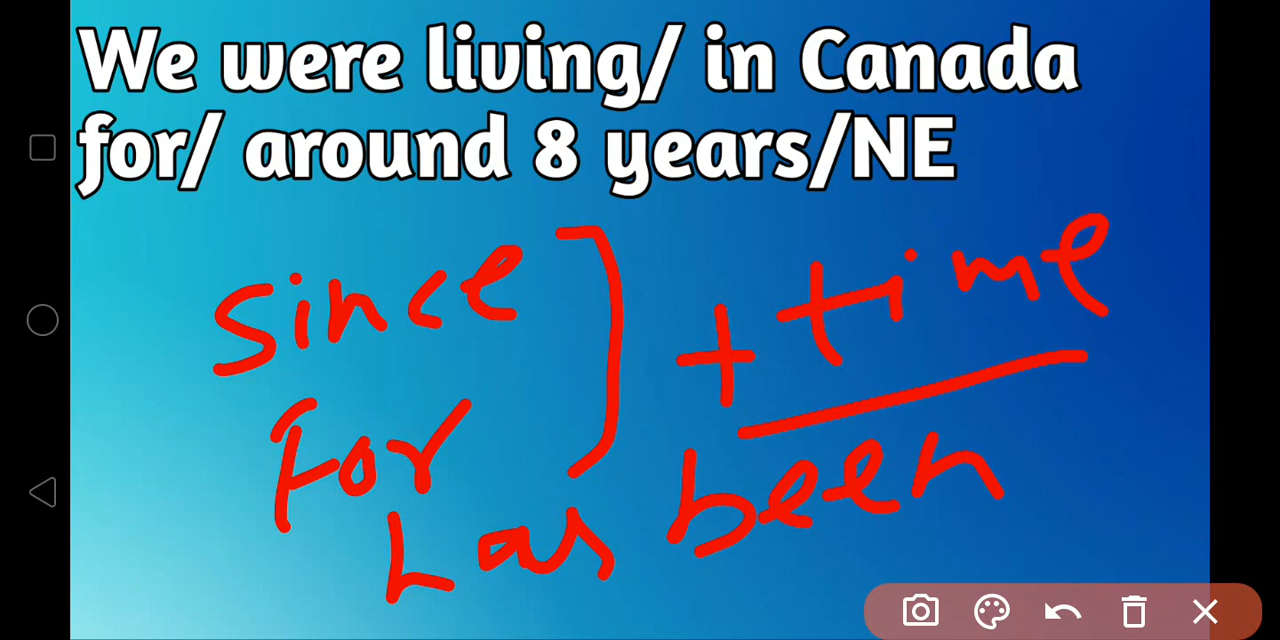 We were living/ in Canada
for/ around 8 years/NE
since + time
for
has been